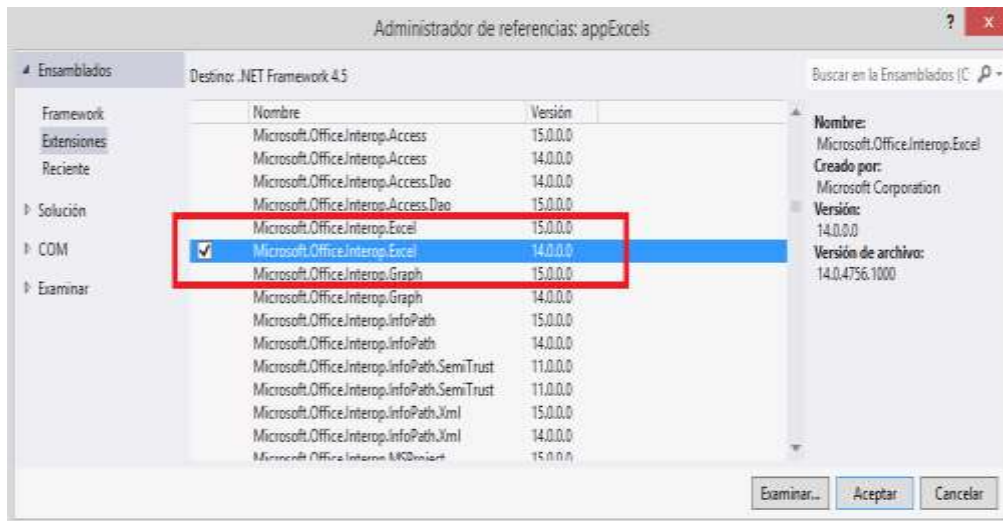 Administrador de referencias: appExcels
? x
Ensamblados
Framework
Extensiones
Reciente
Solución
COM
Examinar
Destino: .NET Framework 4.5
Nombre Versión
Microsoft.Office.Interop.Access 15.0.0.0
Microsoft.Office.Interop.Access 14.0.0.0
Microsoft.Office.Interop.Access.Dao 14.0.0.0
Microsoft.Office.Interop.Access.Dao 15.0.0.0
Microsoft.Office.Interop.Excel 15.0.0.0
Microsoft.Office.Interop.Excel 14.0.0.0
Microsoft.Office.Interop.Graph 15.0.0.0
Microsoft.Office.Interop.Graph 14.0.0.0
Microsoft.Office.Interop.InfoPath 15.0.0.0
Microsoft.Office.Interop.InfoPath 14.0.0.0
Microsoft.Office.Interop.InfoPath.SemiTrust 11.0.0.0
Microsoft.Office.Interop.InfoPath.SemiTrust 11.0.0.0
Microsoft.Office.Interop.InfoPath.Xml 15.0.0.0
Microsoft.Office.Interop.InfoPath.Xml 14.0.0.0
Microsoft.Office.Interop.MSProject 15.0.0.0
Buscar en la Ensamblados (C
Nombre:
Microsoft.Office.Interop.Excel
Creado por:
Microsoft Corporation
Versión:
14.0.0.0
Versión de archivo:
14.0.4756.1000
Examinar... Aceptar Cancelar